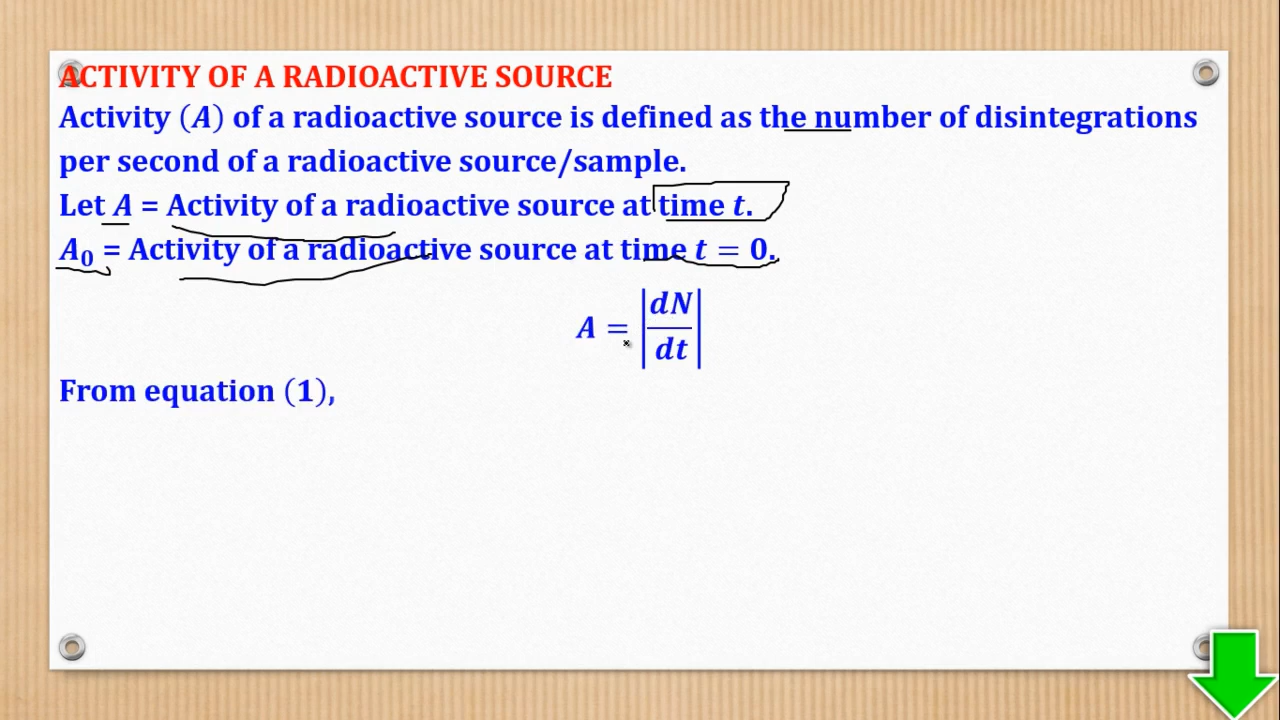 ACTIVITY OF A RADIOACTIVE SOURCE
Activity (A) of a radioactive source is defined as the number of disintegrations
per second of a radioactive source/sample.
Let A = Activity of a radioactive source at time t.
A₀ = Activity of a radioactive source at time t = 0.
A = |dN/dt|
From equation (1),